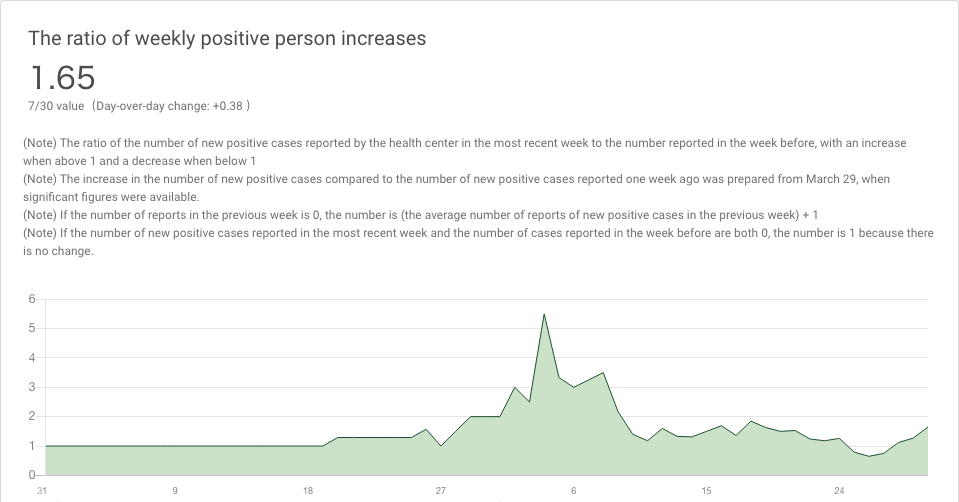 The ratio of weekly positive person increases
1.65
7/30 value （Day-over-day change: +0.38 ）
(Note) The ratio of the number of new positive cases reported by the health center in the most recent week to the number reported in the week before, with an increase
when above 1 and a decrease when below 1
(Note) The increase in the number of new positive cases compared to the number of new positive cases reported one week ago was prepared from March 29, when
significant figures were available.
(Note) If the number of reports in the previous week is 0, the number is (the average number of reports of new positive cases in the previous week) + 1
(Note) If the number of new positive cases reported in the most recent week and the number of cases reported in the week before are both 0, the number is 1 because there
is no change.
6
5
4
3
2
1
0
31 9 18 27 6 15 24